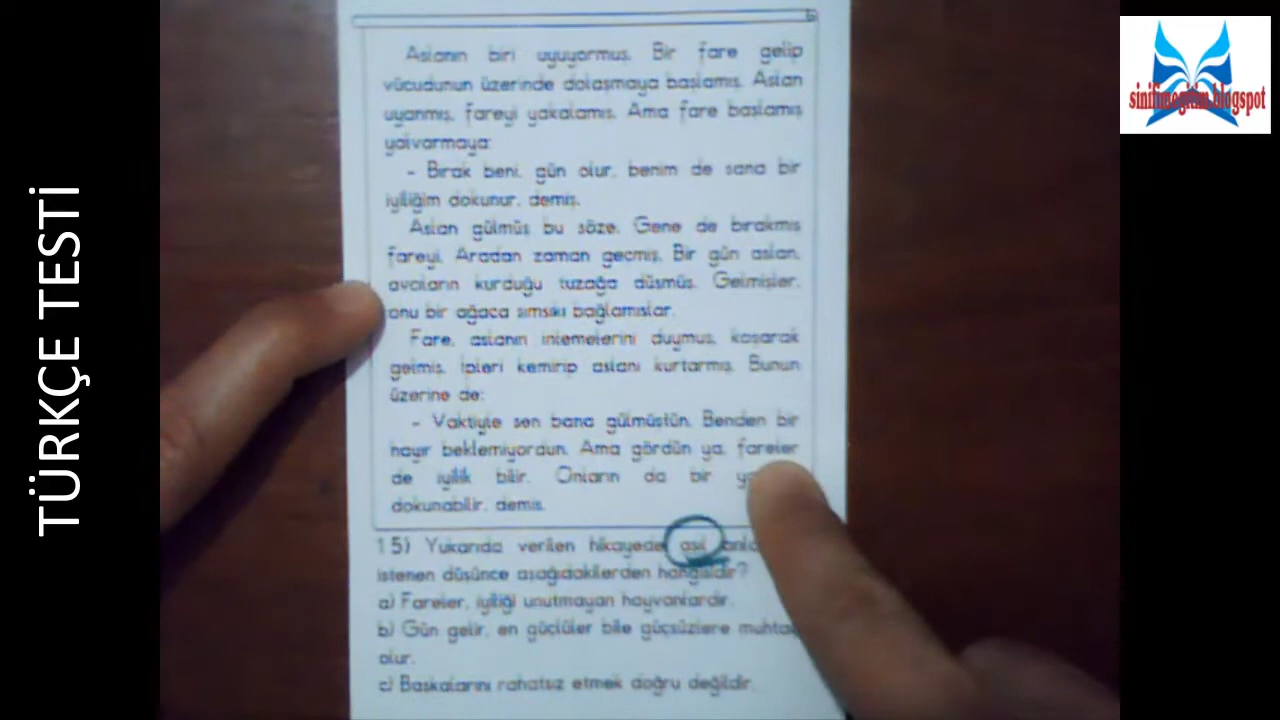 TÜRKÇE TESTİ
sinifimegitim.blogspot
6
Aslanın biri uyuyormuş. Bir fare gelip
vücudunun üzerinde dolaşmaya başlamış. Aslan
uyanmış, fareyi yakalamış. Ama fare başlamış
yalvarmaya:
- Bırak beni, gün olur, benim de sana bir
iyiliğim dokunur, demiş.
Aslan gülmüş bu söze. Gene de bırakmış
fareyi. Aradan zaman geçmiş. Bir gün aslan,
avcıların kurduğu tuzağa düşmüş. Gelmişler,
onu bir ağaca sımsıkı bağlamışlar.
Fare, aslanın inlemelerini duymuş, koşarak
gelmiş. İpleri kemirip aslanı kurtarmış. Bunun
üzerine de:
- Vaktiyle sen bana gülmüştün. Benden bir
hayır beklemiyordun. Ama gördün ya, fareler
de iyilik bilir. Onların da bir
dokunabilir, demiş.
15) Yukarıda verilen hikayede asıl
istenen düşünce aşağıdakilerden hangisidir?
a) Fareler, iyiliği unutmayan hayvanlardır.
b) Gün gelir, en güçlüler bile güçsüzlere muhtaç
olur.
c) Başkalarını rahatsız etmek doğru değildir.